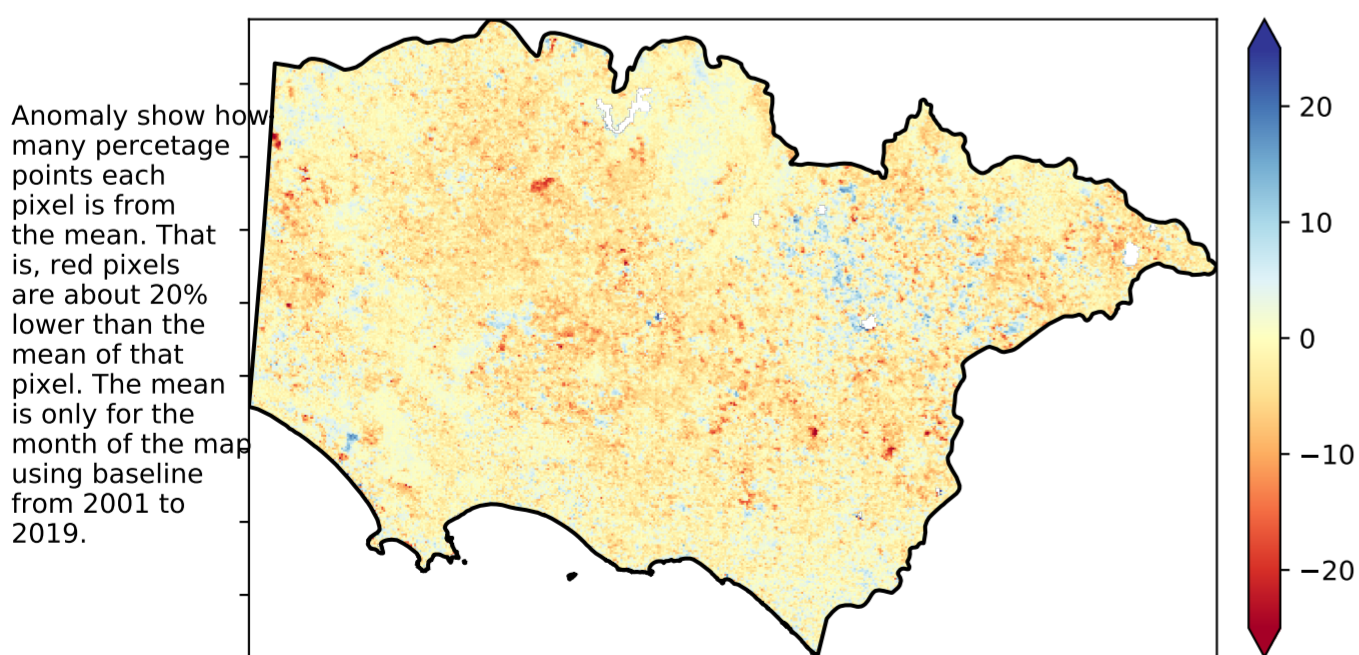 Anomaly show how
many percetage
points each
pixel is from
the mean. That
is, red pixels
are about 20%
lower than the
mean of that
pixel. The mean
is only for the
month of the map
using baseline
from 2001 to
2019.
20
10
0
−10
−20